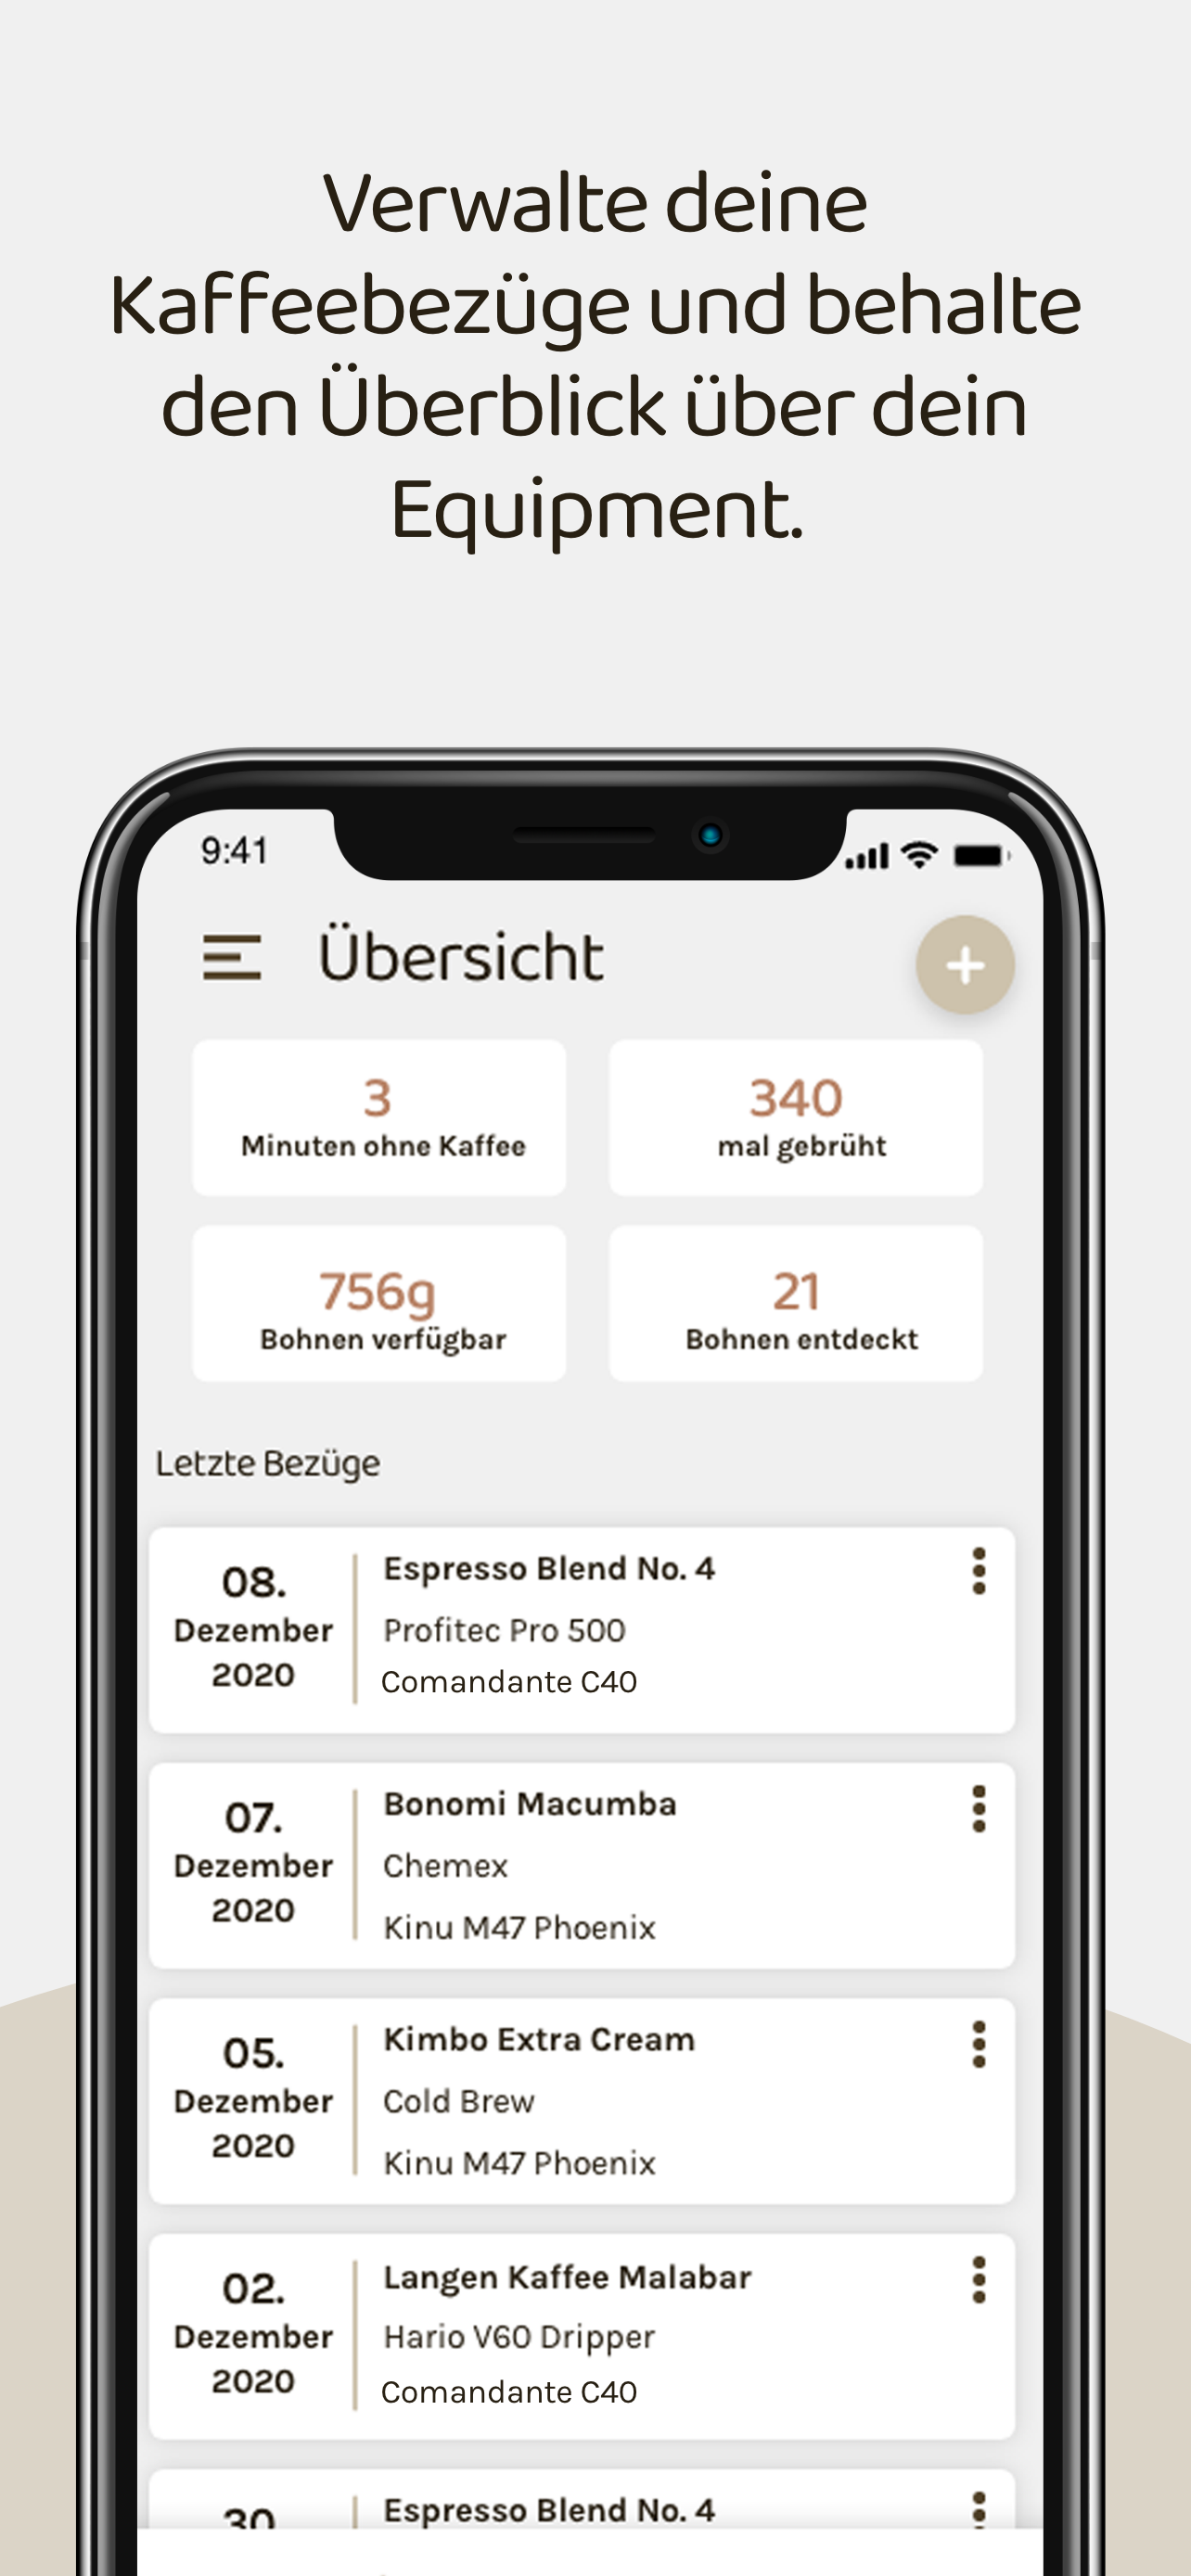 Verwalte deine
Kaffeebezüge und behalte
den Überblick über dein
Equipment.
9:41
Übersicht
3
Minuten ohne Kaffee
340
mal gebrüht
756g
Bohnen verfügbar
21
Bohnen entdeckt
Letzte Bezüge
08.
Dezember
2020
Espresso Blend No. 4
Profitec Pro 500
Comandante C40
07.
Dezember
2020
Bonomi Macumba
Chemex
Kinu M47 Phoenix
05.
Dezember
2020
Kimbo Extra Cream
Cold Brew
Kinu M47 Phoenix
02.
Dezember
2020
Langen Kaffee Malabar
Hario V60 Dripper
Comandante C40
30
Espresso Blend No. 4